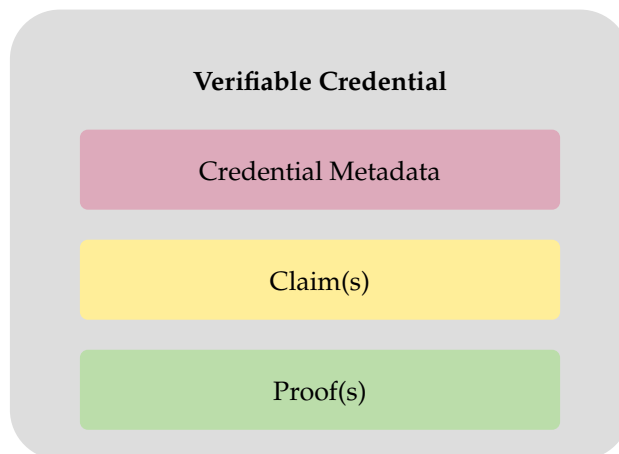 Verifiable Credential
Credential Metadata
Claim(s)
Proof(s)